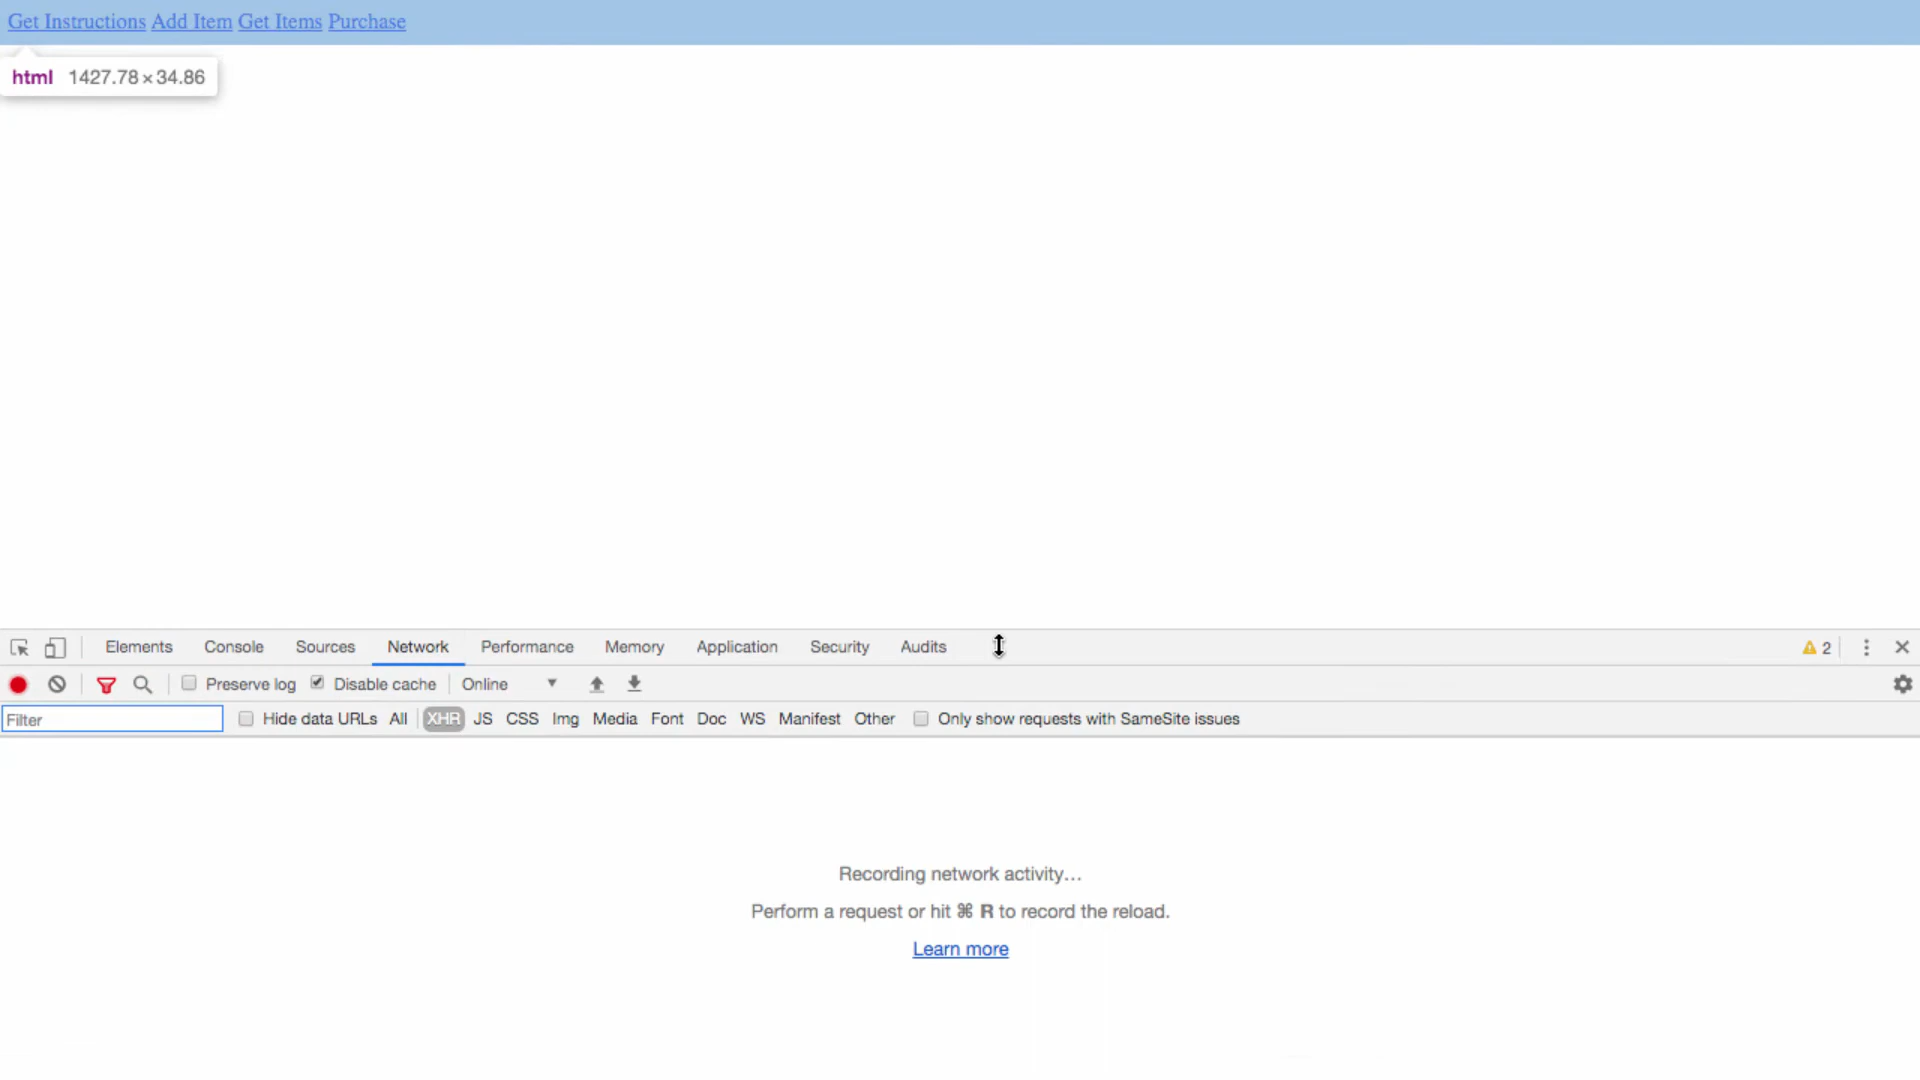 Get Instructions Add Item Get Items Purchase
html 1427.78 × 34.86
Elements Console Sources Network Performance Memory Application Security Audits 2
Preserve log Disable cache Online
Filter Hide data URLs All XHR JS CSS Img Media Font Doc WS Manifest Other Only show requests with SameSite issues
Recording network activity…
Perform a request or hit ⌘ R to record the reload.
Learn more